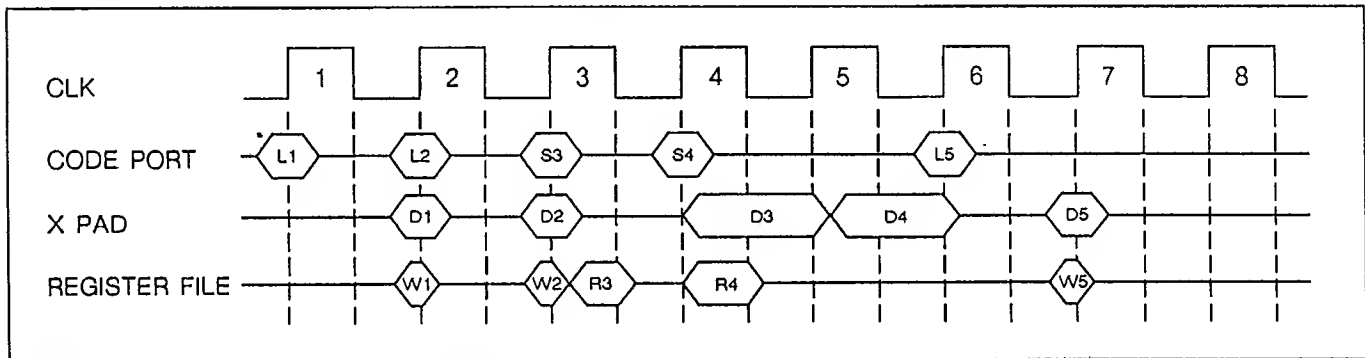 CLK 1 2 3 4 5 6 7 8
CODE PORT L1 L2 S3 S4 L5
X PAD D1 D2 D3 D4 D5
REGISTER FILE W1 W2 R3 R4 W5